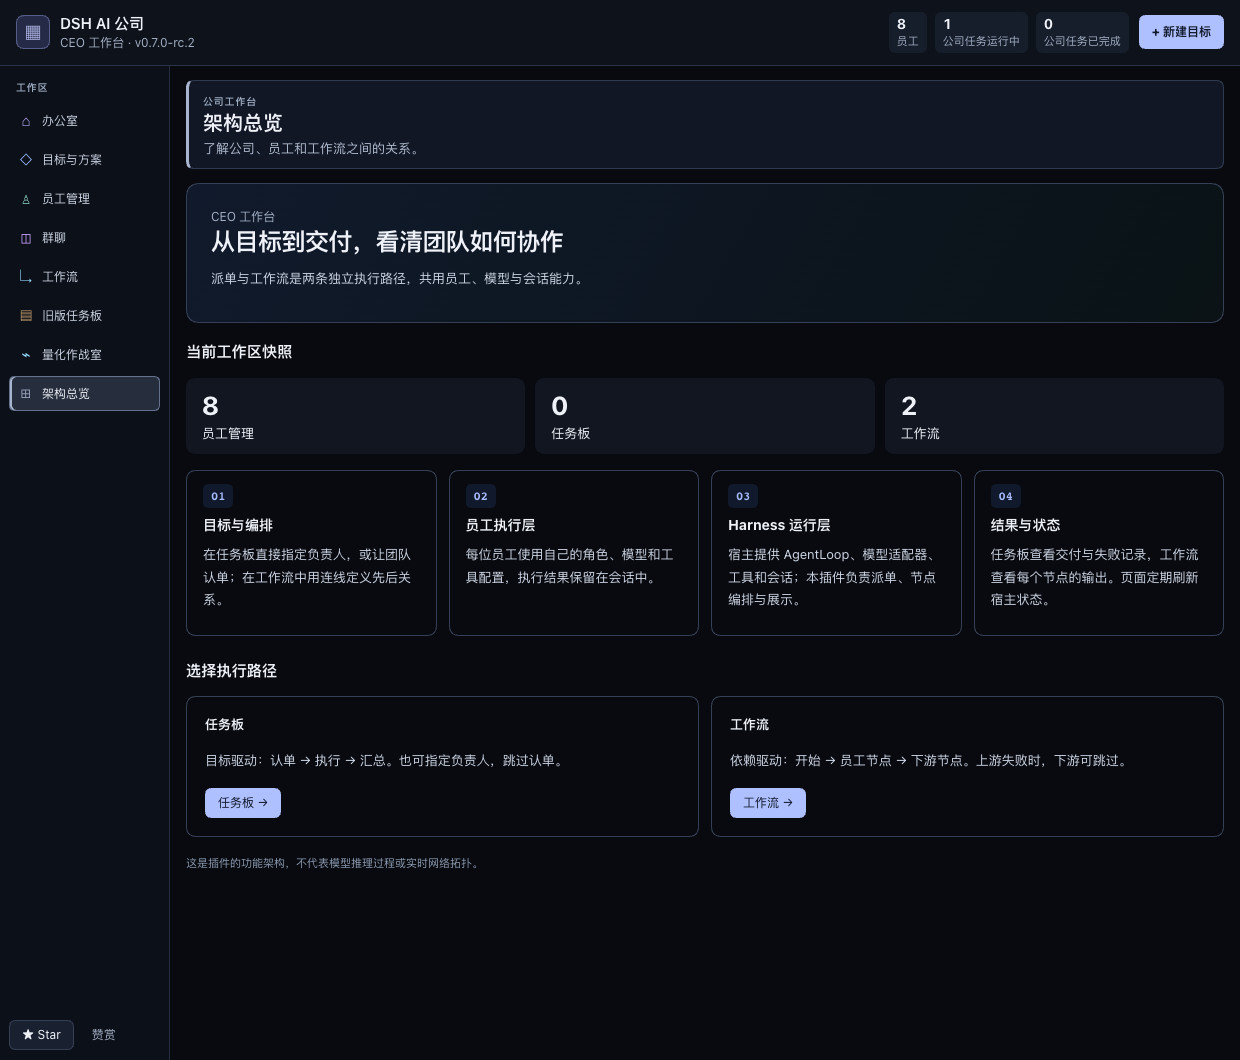 DSH AI 公司
CEO 工作台 · v0.7.0-rc.2
8
员工
1
公司任务运行中
0
公司任务已完成
+ 新建目标
工作区
办公室
目标与方案
员工管理
群聊
工作流
旧版任务板
量化作战室
架构总览
公司工作台
架构总览
了解公司、员工和工作流之间的关系。
CEO 工作台
从目标到交付，看清团队如何协作
派单与工作流是两条独立执行路径，共用员工、模型与会话能力。
当前工作区快照
8
员工管理
0
任务板
2
工作流
01
目标与编排
在任务板直接指定负责人，或让团队
认单；在工作流中用连线定义先后关
系。
02
员工执行层
每位员工使用自己的角色、模型和工
具配置，执行结果保留在会话中。
03
Harness 运行层
宿主提供 AgentLoop、模型适配器、
工具和会话；本插件负责派单、节点
编排与展示。
04
结果与状态
任务板查看交付与失败记录，工作流
查看每个节点的输出。页面定期刷新
宿主状态。
选择执行路径
任务板
目标驱动：认单 → 执行 → 汇总。也可指定负责人，跳过认单。
任务板 →
工作流
依赖驱动：开始 → 员工节点 → 下游节点。上游失败时，下游可跳过。
工作流 →
这是插件的功能架构，不代表模型推理过程或实时网络拓扑。
★ Star
赞赏